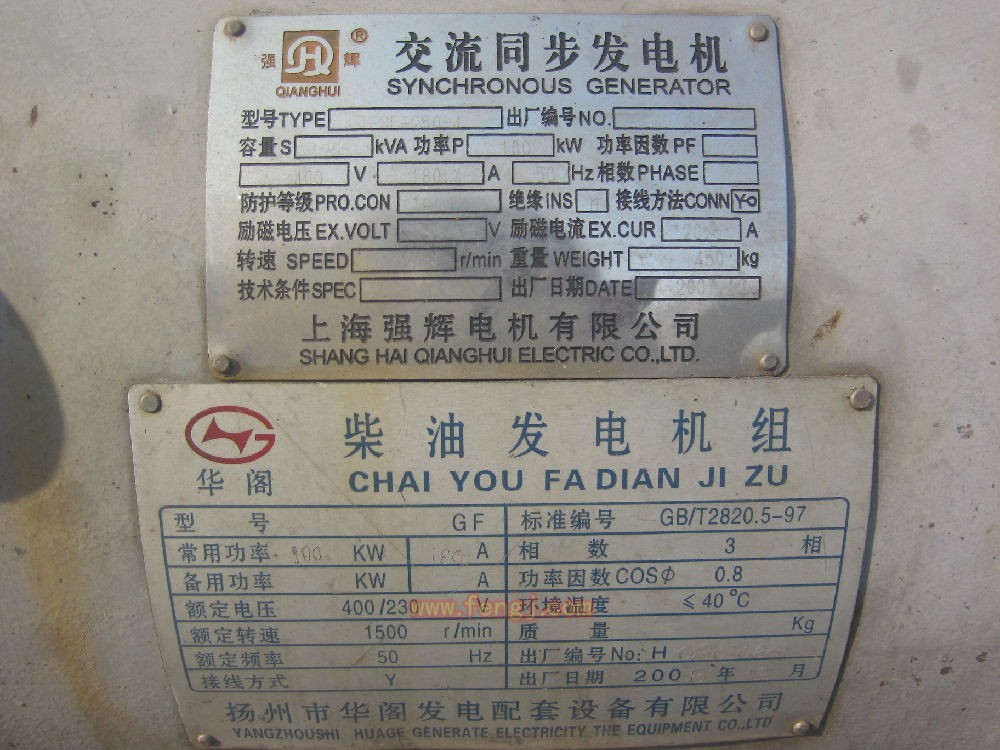 强 ® 辉
QIANGHUI
交流同步发电机
SYNCHRONOUS GENERATOR
型号TYPE 出厂编号NO.
容量S kVA 功率P 100 kW 功率因数PF
400 V 180. A 50 Hz 相数PHASE
防护等级PRO.CON 绝缘INS 接线方法CONN Y-0
励磁电压EX.VOLT V 励磁电流EX.CUR A
转速 SPEED r/min 重量WEIGHT 450 kg
技术条件SPEC 出厂日期DATE
上海强辉电机有限公司
SHANG HAI QIANGHUI ELECTRIC CO.,LTD.
华阁
柴油发电机组
CHAI YOU FA DIAN JI ZU
型号 GF 标准编号 GB/T2820.5-97
常用功率 100 KW 180 A 相数 3 相
备用功率 KW A 功率因数COSΦ 0.8
额定电压 400/230 V 环境温度 ≤40°C
额定转速 1500 r/min 质量 Kg
额定频率 50 Hz 出厂编号No: H
接线方式 Y 出厂日期 200 年 月
扬州市华阁发电配套设备有限公司
YANGZHOUSHI HUAGE GENERATE ELECTRICITY THE EQUIPMENT CO.,LTD